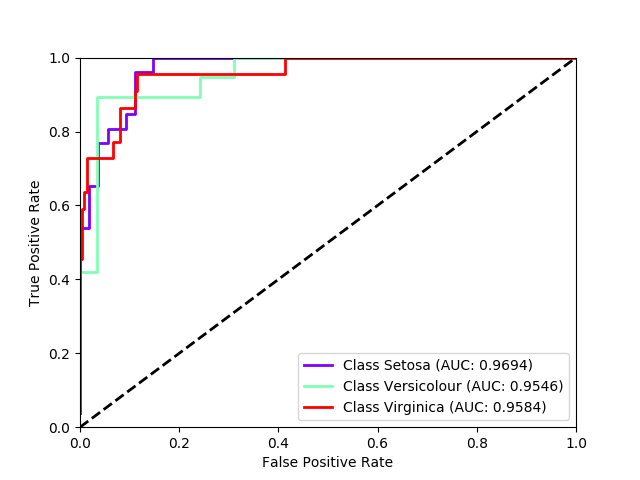 1.0
0.8
0.6
0.4
0.2
0.0
True Positive Rate
Class Setosa (AUC: 0.9694)
Class Versicolour (AUC: 0.9546)
Class Virginica (AUC: 0.9584)
0.0 0.2 0.4 0.6 0.8 1.0
False Positive Rate